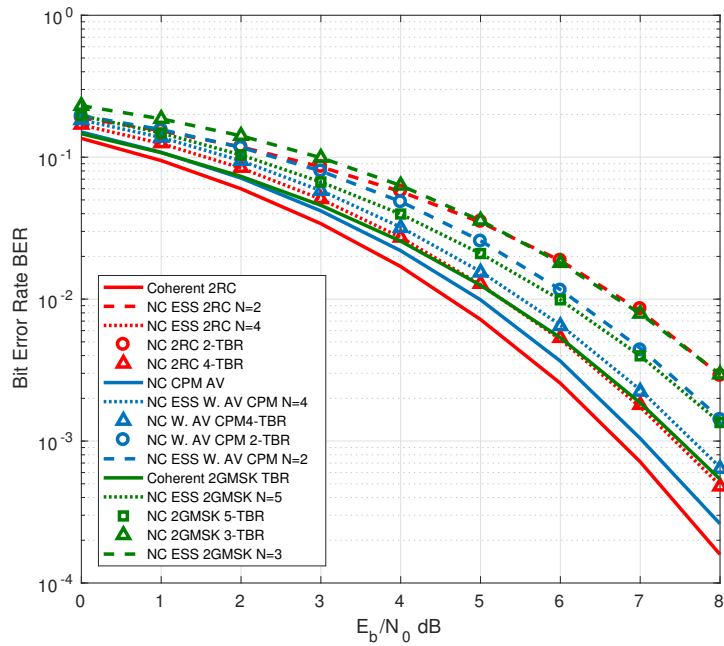 10^0
10^-1
10^-2
10^-3
10^-4
Bit Error Rate BER
Coherent 2RC
NC ESS 2RC N=2
NC ESS 2RC N=4
NC 2RC 2-TBR
NC 2RC 4-TBR
NC CPM AV
NC ESS W. AV CPM N=4
NC W. AV CPM4-TBR
NC W. AV CPM 2-TBR
NC ESS W. AV CPM N=2
Coherent 2GMSK TBR
NC ESS 2GMSK N=5
NC 2GMSK 5-TBR
NC 2GMSK 3-TBR
NC ESS 2GMSK N=3
0 1 2 3 4 5 6 7 8
E_b/N_0 dB